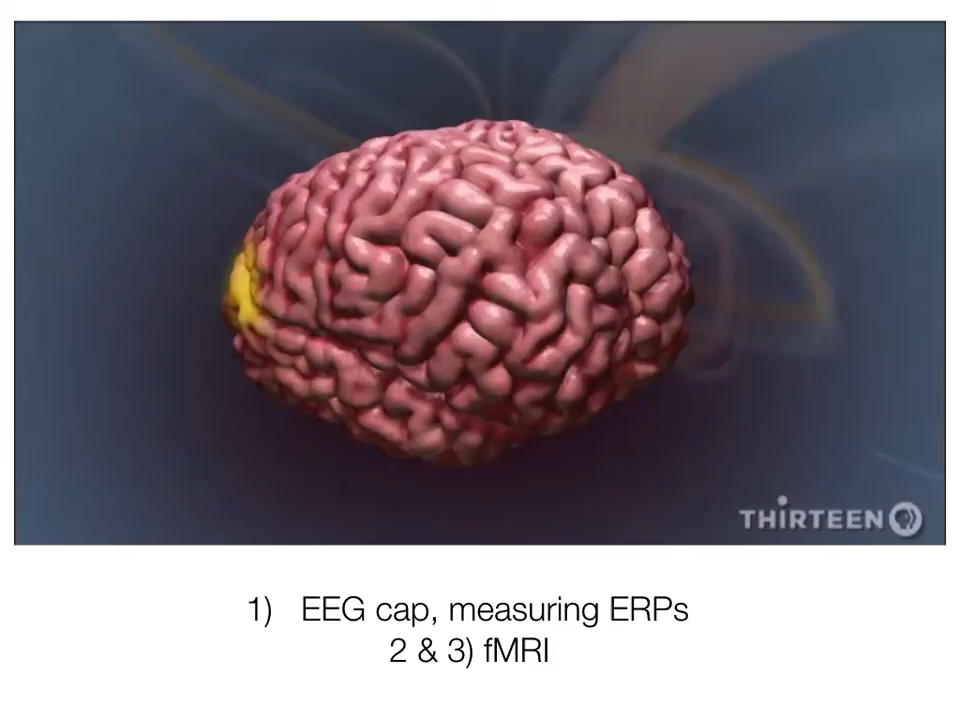 THIRTEEN
1) EEG cap, measuring ERPs
2 & 3) fMRI